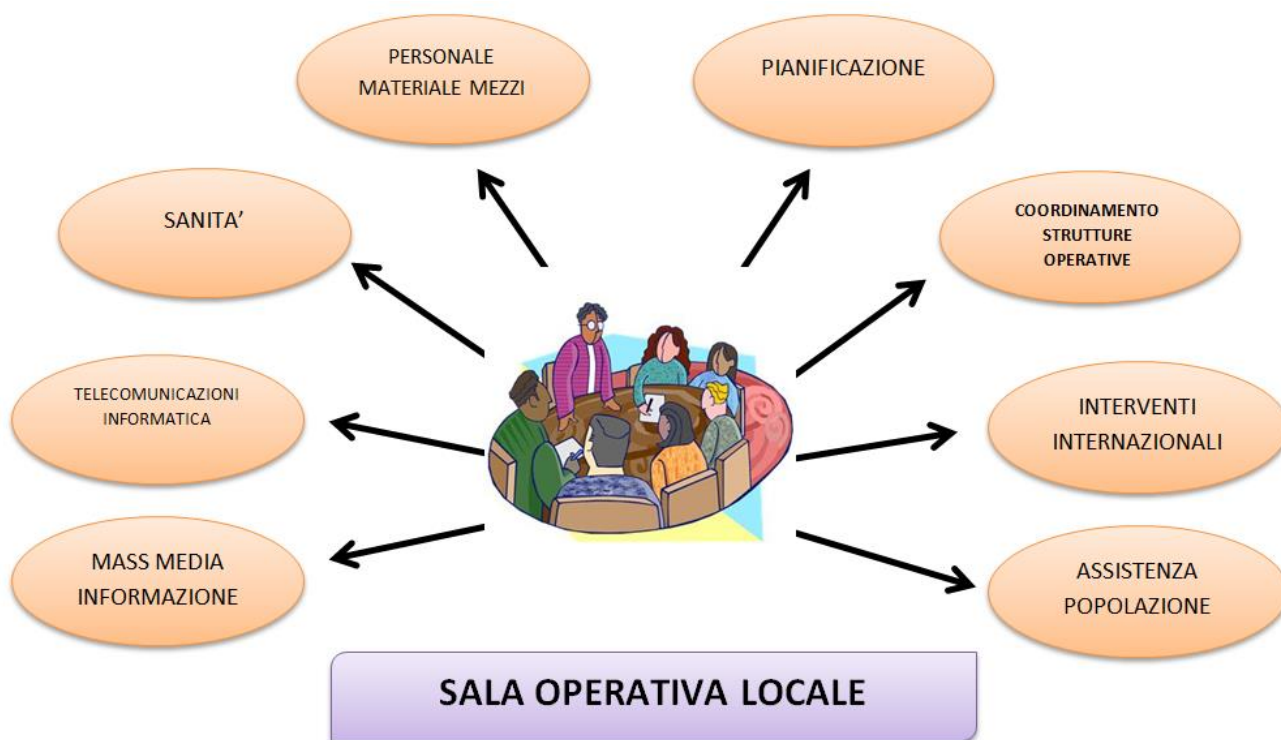 PERSONALE
MATERIALE MEZZI
PIANIFICAZIONE
SANITA’
COORDINAMENTO
STRUTTURE
OPERATIVE
TELECOMUNICAZIONI
INFORMATICA
INTERVENTI
INTERNAZIONALI
MASS MEDIA
INFORMAZIONE
ASSISTENZA
POPOLAZIONE
SALA OPERATIVA LOCALE